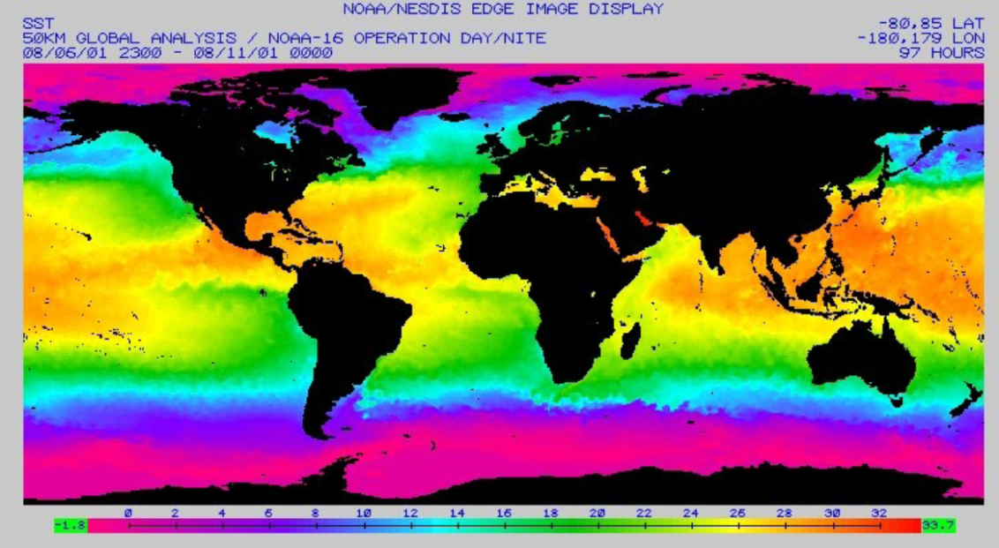 NOAA/NESDIS EDGE IMAGE DISPLAY
SST
-80,85 LAT
50KM GLOBAL ANALYSIS / NOAA-16 OPERATION DAY/NITE
-180,179 LON
08/06/01 2300 - 08/11/01 0000
97 HOURS
0 2 4 6 8 10 12 14 16 18 20 22 24 26 28 30 32
-1.8 33.7